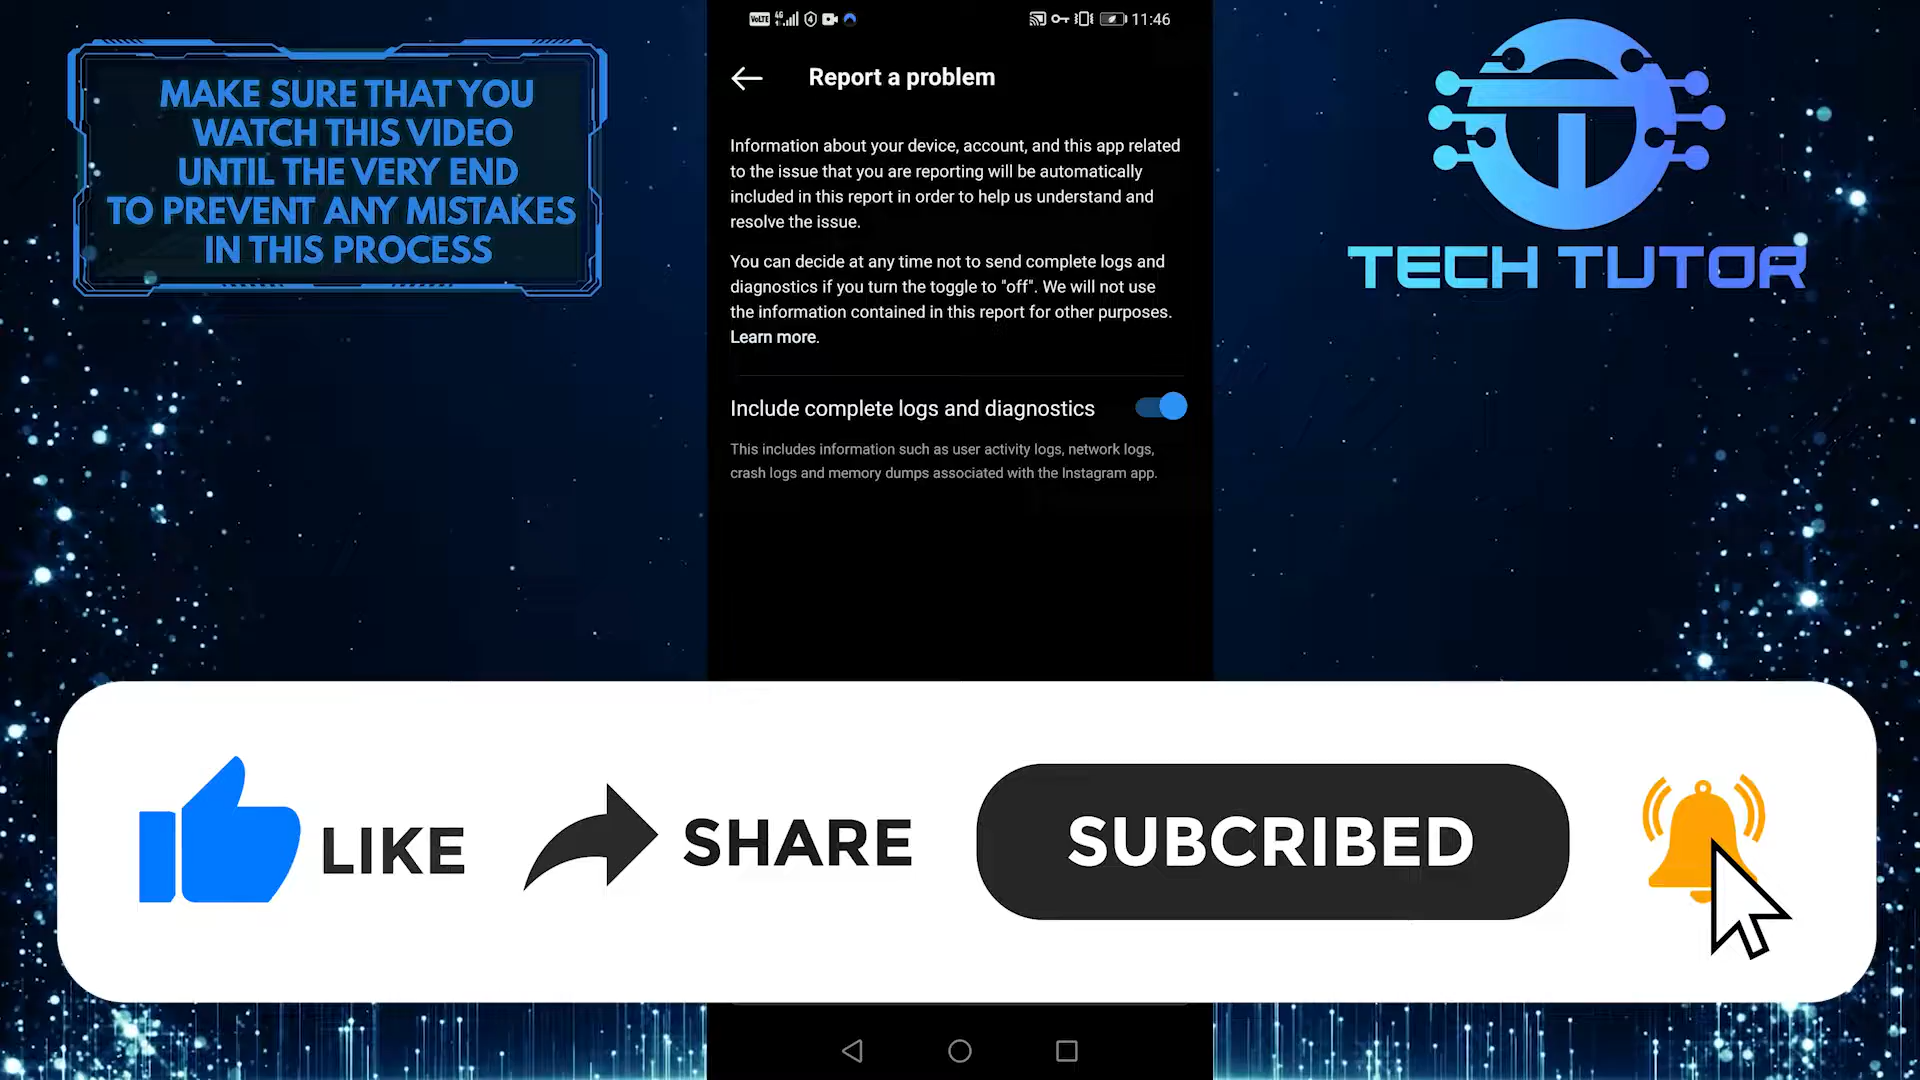 MAKE SURE THAT YOU
WATCH THIS VIDEO
UNTIL THE VERY END
TO PREVENT ANY MISTAKES
IN THIS PROCESS
VoLTE 4G 11:46
Report a problem
Information about your device, account, and this app related
to the issue that you are reporting will be automatically
included in this report in order to help us understand and
resolve the issue.
You can decide at any time not to send complete logs and
diagnostics if you turn the toggle to "off". We will not use
the information contained in this report for other purposes.
Learn more.
Include complete logs and diagnostics
This includes information such as user activity logs, network logs,
crash logs and memory dumps associated with the Instagram app.
TECH TUTOR
LIKE
SHARE
SUBCRIBED